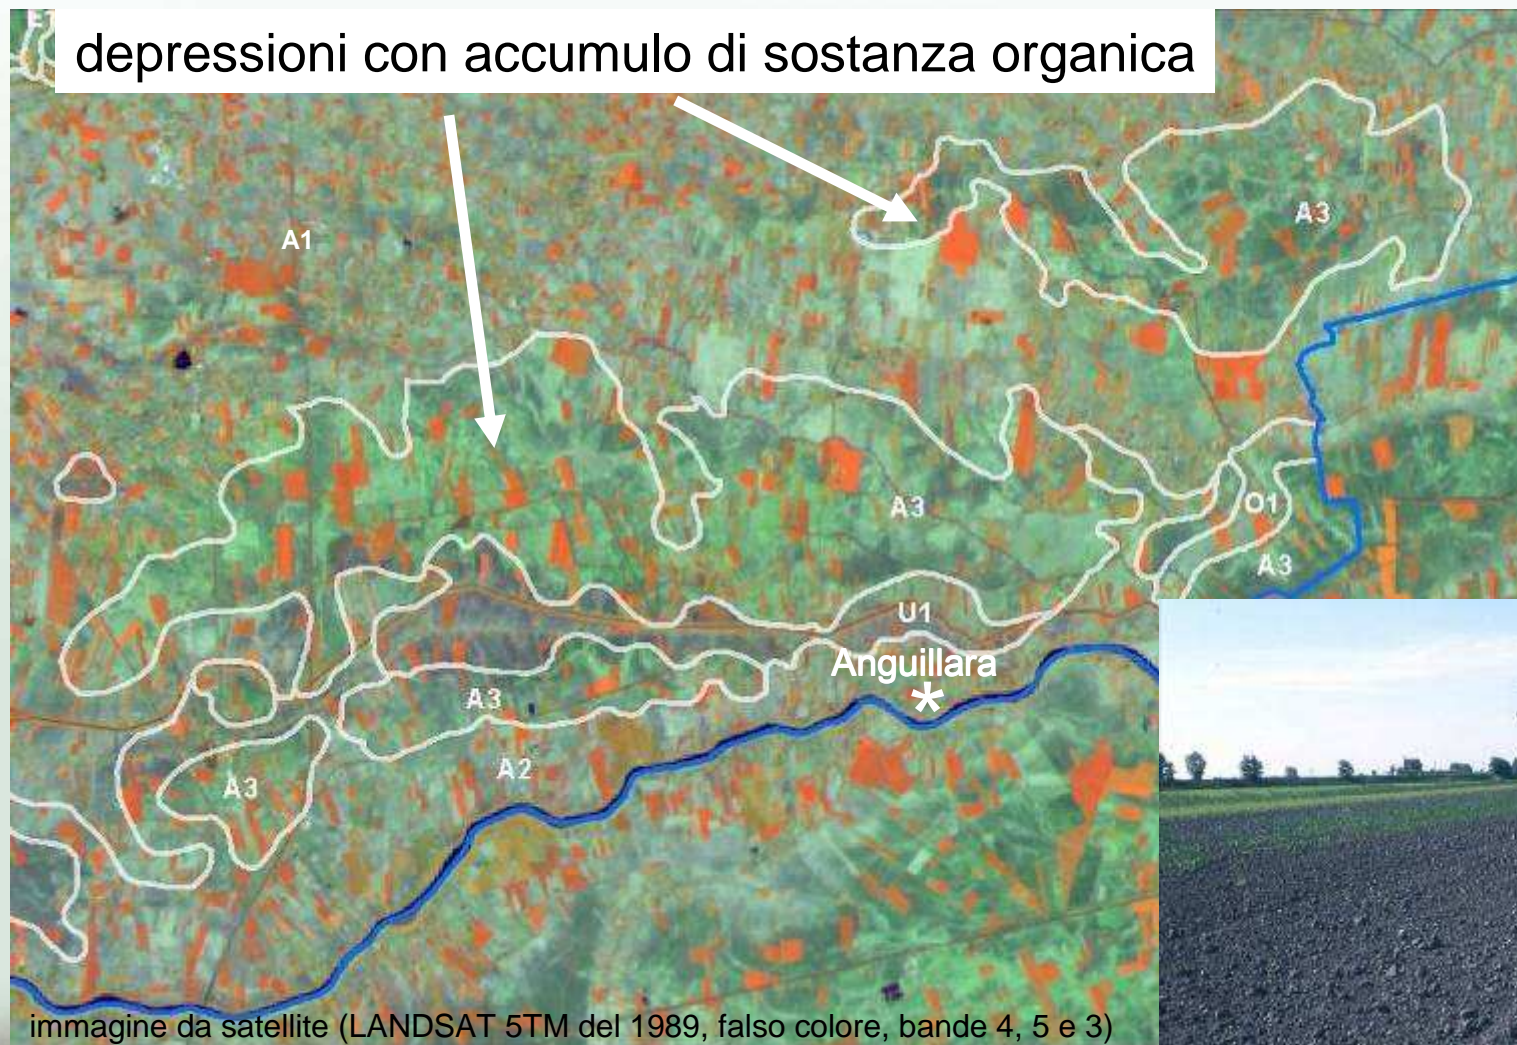 depressioni con accumulo di sostanza organica
A1
A3
A3
O1
A3
U1
Anguillara
*
A3
A2
A3
immagine da satellite (LANDSAT 5TM del 1989, falso colore, bande 4, 5 e 3)